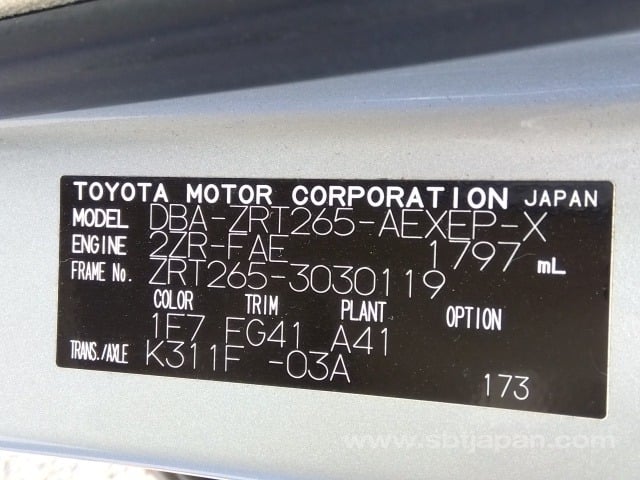 TOYOTA MOTOR CORPORATION JAPAN
MODEL DBA-ZRT265-AEXEP-X
ENGINE 2ZR-FAE 1797 mL
FRAME No. ZRT265-3030119
COLOR TRIM PLANT OPTION
1E7 FG41 A41
TRANS./AXLE K311F -03A
173
www.sbtjapan.com